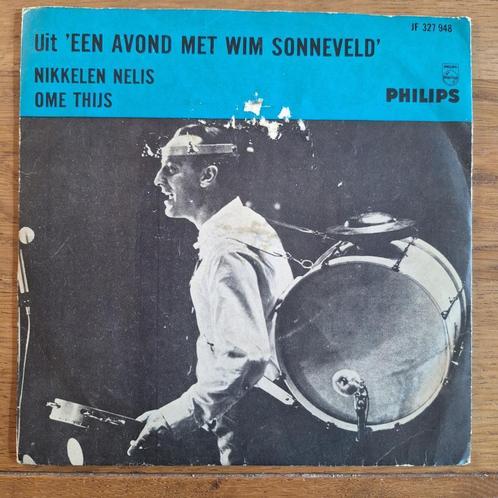 JF 327 948
Uit 'EEN AVOND MET WIM SONNEVELD'
NIKKELEN NELIS
OME THIJS
PHILIPS